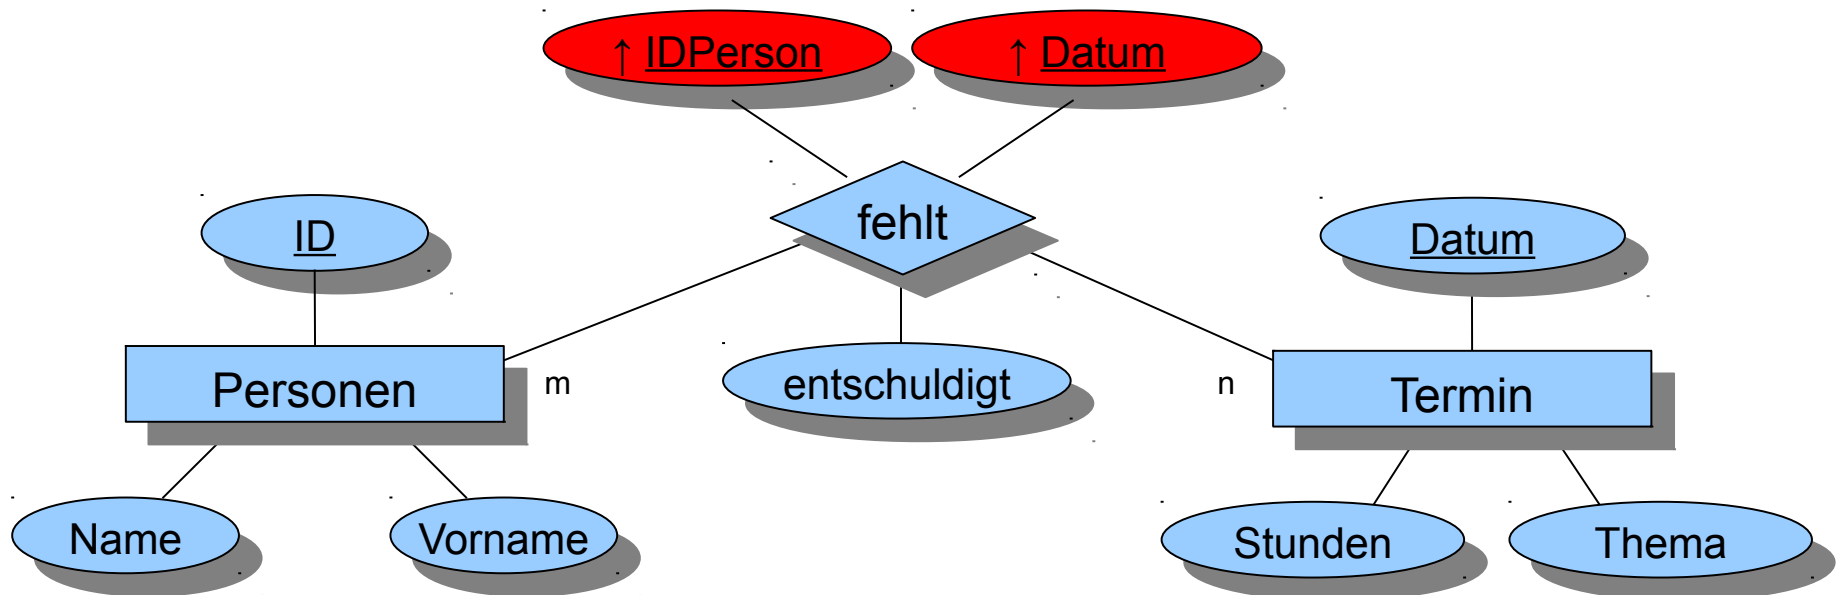 ↑ IDPerson
↑ Datum
fehlt
ID
Datum
Personen
m
entschuldigt
n
Termin
Name
Vorname
Stunden
Thema